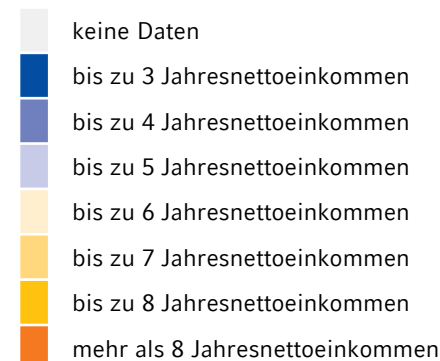 keine Daten
bis zu 3 Jahresnettoeinkommen
bis zu 4 Jahresnettoeinkommen
bis zu 5 Jahresnettoeinkommen
bis zu 6 Jahresnettoeinkommen
bis zu 7 Jahresnettoeinkommen
bis zu 8 Jahresnettoeinkommen
mehr als 8 Jahresnettoeinkommen